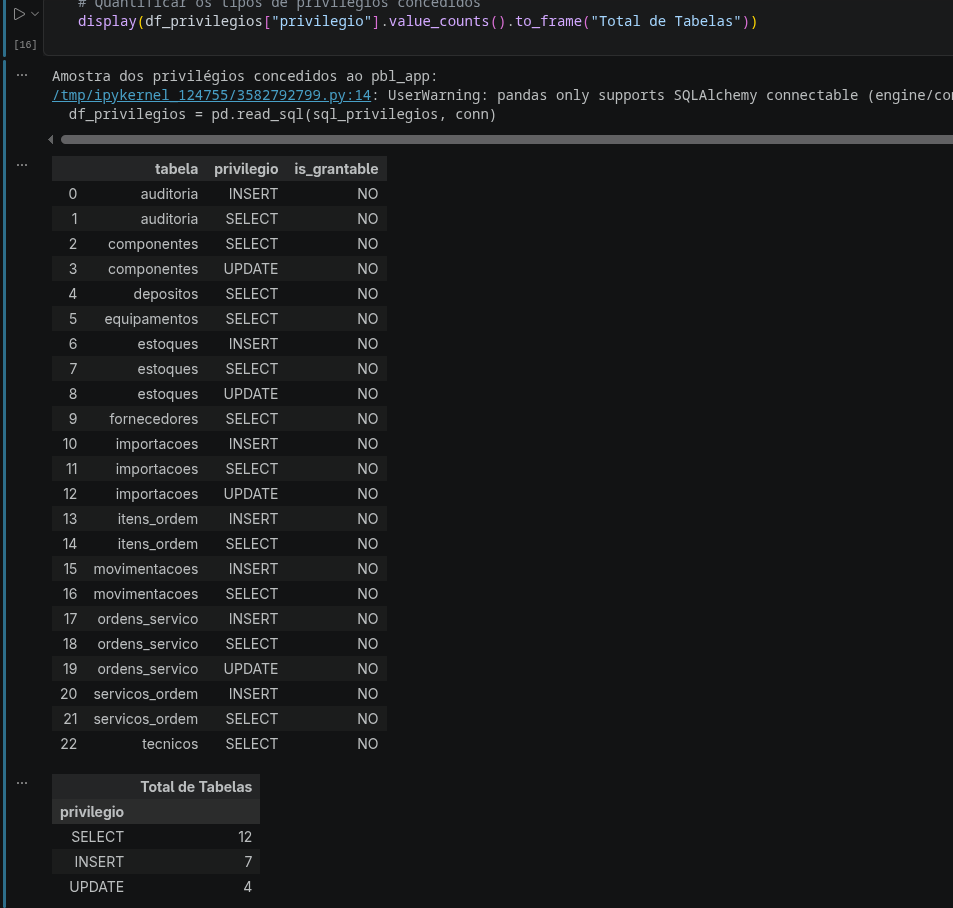 # Quantificar os tipos de privilégios concedidos
display(df_privilegios["privilegio"].value_counts().to_frame("Total de Tabelas"))
[16]
Amostra dos privilégios concedidos ao pbl_app:
/tmp/ipykernel_124755/3582792799.py:14: UserWarning: pandas only supports SQLAlchemy connectable (engine/co
df_privilegios = pd.read_sql(sql_privilegios, conn)
tabela privilegio is_grantable
0 auditoria INSERT NO
1 auditoria SELECT NO
2 componentes SELECT NO
3 componentes UPDATE NO
4 depositos SELECT NO
5 equipamentos SELECT NO
6 estoques INSERT NO
7 estoques SELECT NO
8 estoques UPDATE NO
9 fornecedores SELECT NO
10 importacoes INSERT NO
11 importacoes SELECT NO
12 importacoes UPDATE NO
13 itens_ordem INSERT NO
14 itens_ordem SELECT NO
15 movimentacoes INSERT NO
16 movimentacoes SELECT NO
17 ordens_servico INSERT NO
18 ordens_servico SELECT NO
19 ordens_servico UPDATE NO
20 servicos_ordem INSERT NO
21 servicos_ordem SELECT NO
22 tecnicos SELECT NO
Total de Tabelas
privilegio
SELECT 12
INSERT 7
UPDATE 4